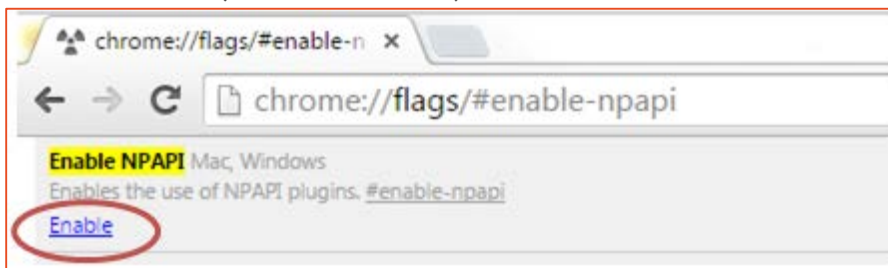 chrome://flags/#enable-n
chrome://flags/#enable-npapi
Enable NPAPI Mac, Windows
Enables the use of NPAPI plugins. #enable-npapi
Enable